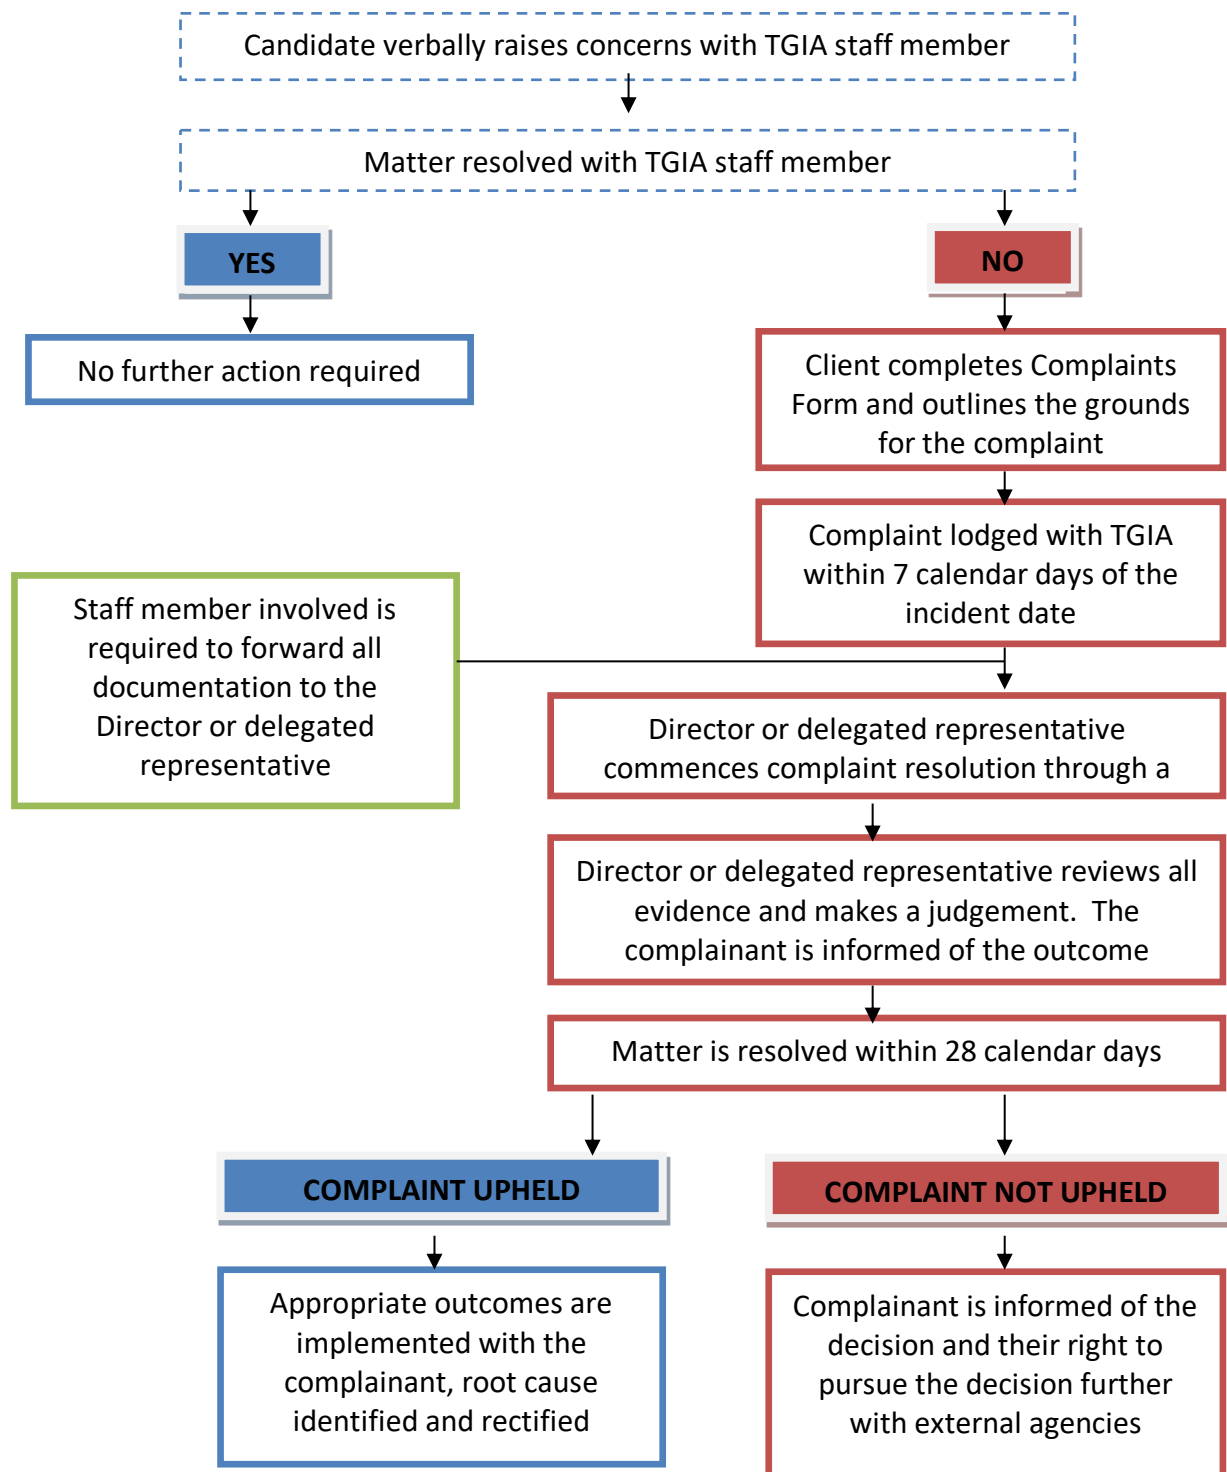 Candidate verbally raises concerns with TGIA staff member
Matter resolved with TGIA staff member
YES
NO
No further action required
Client completes Complaints
Form and outlines the grounds
for the complaint
Complaint lodged with TGIA
within 7 calendar days of the
incident date
Staff member involved is
required to forward all
documentation to the
Director or delegated
representative
Director or delegated representative
commences complaint resolution through a
Director or delegated representative reviews all
evidence and makes a judgement.  The
complainant is informed of the outcome
Matter is resolved within 28 calendar days
COMPLAINT UPHELD
COMPLAINT NOT UPHELD
Appropriate outcomes are
implemented with the
complainant, root cause
identified and rectified
Complainant is informed of the
decision and their right to
pursue the decision further
with external agencies